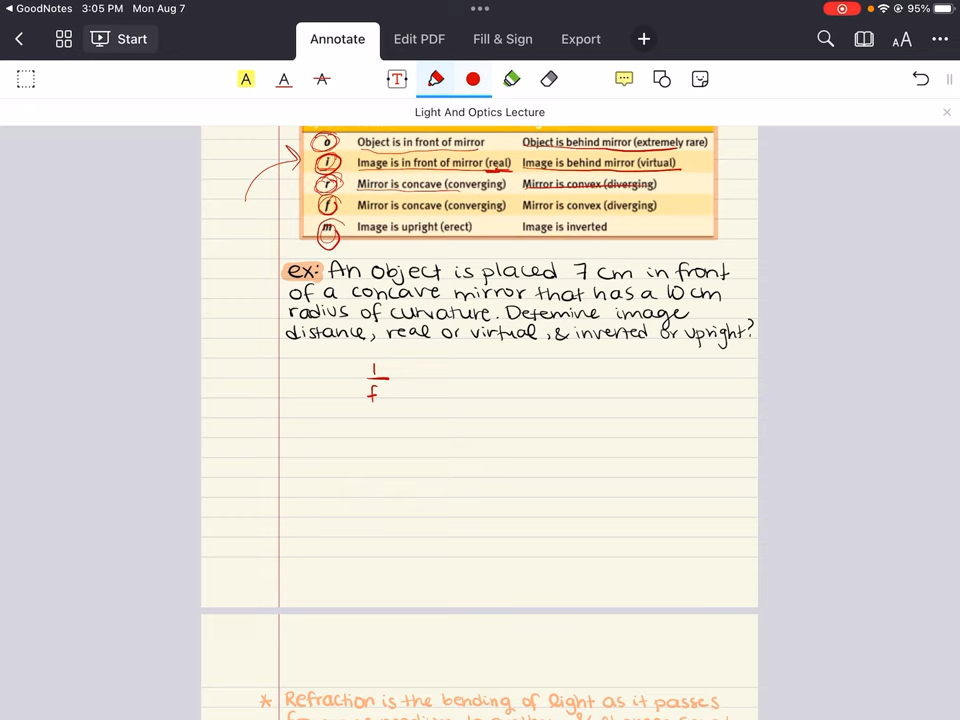 GoodNotes 3:05 PM Mon Aug 7 95%
Start Annotate Edit PDF Fill & Sign Export
A A A T
Light And Optics Lecture
o Object is in front of mirror Object is behind mirror (extremely rare)
i Image is in front of mirror (real) Image is behind mirror (virtual)
r Mirror is concave (converging) Mirror is convex (diverging)
f Mirror is concave (converging) Mirror is convex (diverging)
m Image is upright (erect) Image is inverted
ex: An object is placed 7 cm in front
of a concave mirror that has a 10 cm
radius of curvature. Detemine image
distance, real or virtual, & inverted or upright?
1
f
* Refraction is the bending of light as it passes